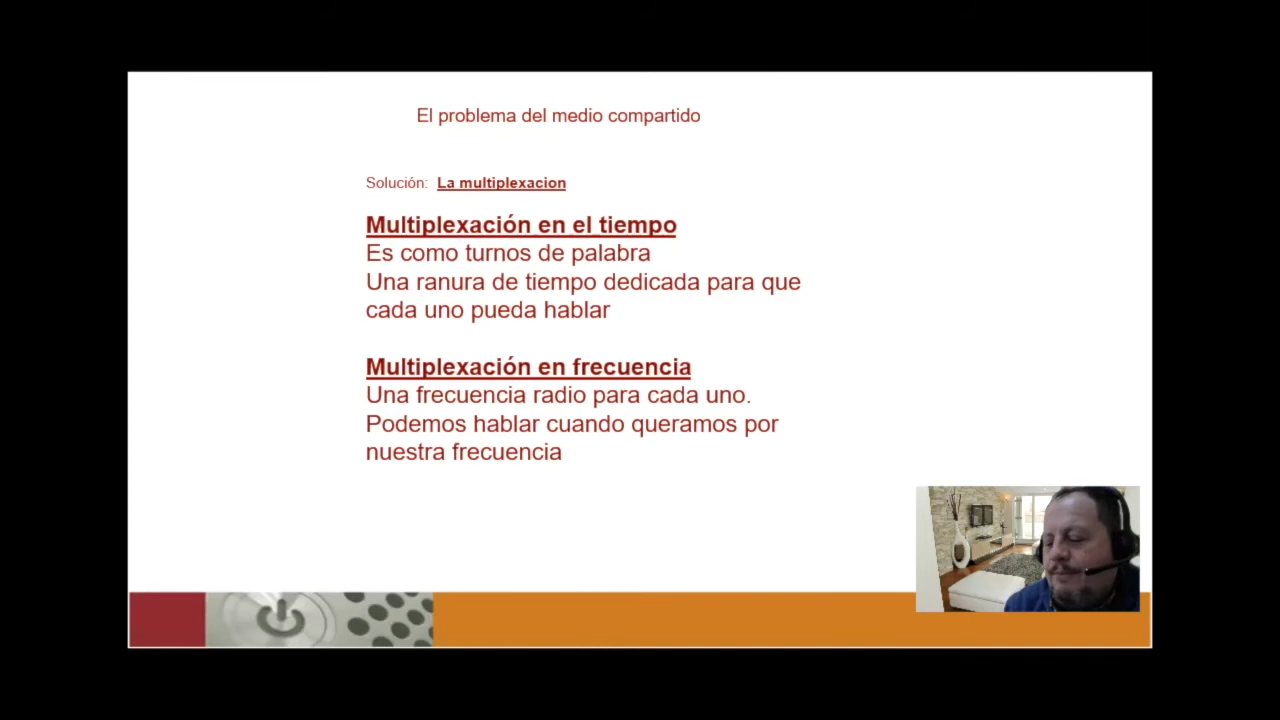 El problema del medio compartido
Solución: La multiplexacion
Multiplexación en el tiempo
Es como turnos de palabra
Una ranura de tiempo dedicada para que
cada uno pueda hablar
Multiplexación en frecuencia
Una frecuencia radio para cada uno.
Podemos hablar cuando queramos por
nuestra frecuencia